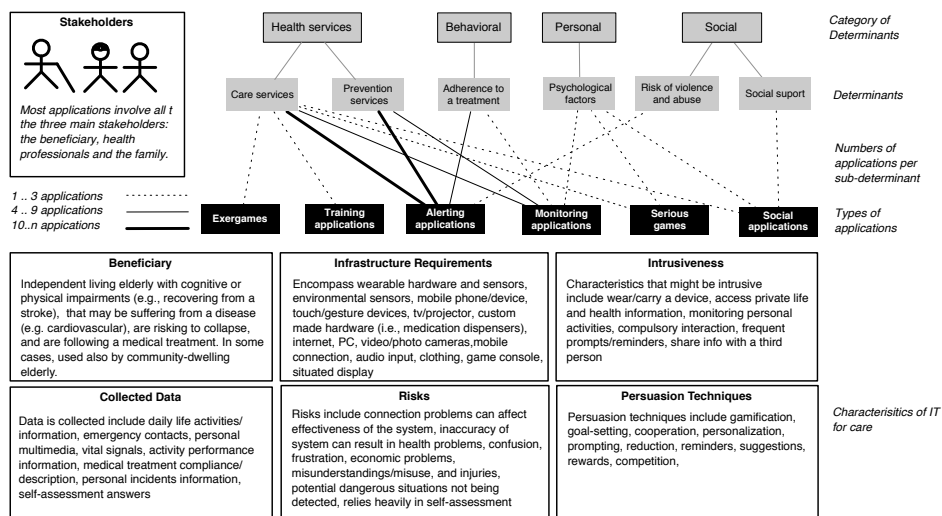 Stakeholders
Most applications involve all t
the three main stakeholders:
the beneficiary, health
professionals and the family.
Health services
Behavioral
Personal
Social
Category of
Determinants
Care services
Prevention
services
Adherence to
a treatment
Psychological
factors
Risk of violence
and abuse
Social suport
Determinants
Numbers of
applications per
sub-determinant
1 .. 3 applications
4 .. 9 applications
10..n appications
Exergames
Training
applications
Alerting
applications
Monitoring
applications
Serious
games
Social
applications
Types of
applications
Beneficiary
Independent living elderly with cognitive or
physical impairments (e.g., recovering from a
stroke), that may be suffering from a disease
(e.g. cardiovascular), are risking to collapse,
and are following a medical treatment. In some
cases, used also by community-dwelling
elderly.
Infrastructure Requirements
Encompass wearable hardware and sensors,
environmental sensors, mobile phone/device,
touch/gesture devices, tv/projector, custom
made hardware (i.e., medication dispensers),
internet, PC, video/photo cameras,mobile
connection, audio input, clothing, game console,
situated display
Intrusiveness
Characteristics that might be intrusive
include wear/carry a device, access private life
and health information, monitoring personal
activities, compulsory interaction, frequent
prompts/reminders, share info with a third
person
Collected Data
Data is collected include daily life activities/
information, emergency contacts, personal
multimedia, vital signals, activity performance
information, medical treatment compliance/
description, personal incidents information,
self-assessment answers
Risks
Risks include connection problems can affect
effectiveness of the system, inaccuracy of
system can result in health problems, confusion,
frustration, economic problems,
misunderstandings/misuse, and injuries,
potential dangerous situations not being
detected, relies heavily in self-assessment
Persuasion Techniques
Persuasion techniques include gamification,
goal-setting, cooperation, personalization,
prompting, reduction, reminders, suggestions,
rewards, competition,
Characterisitics of IT
for care